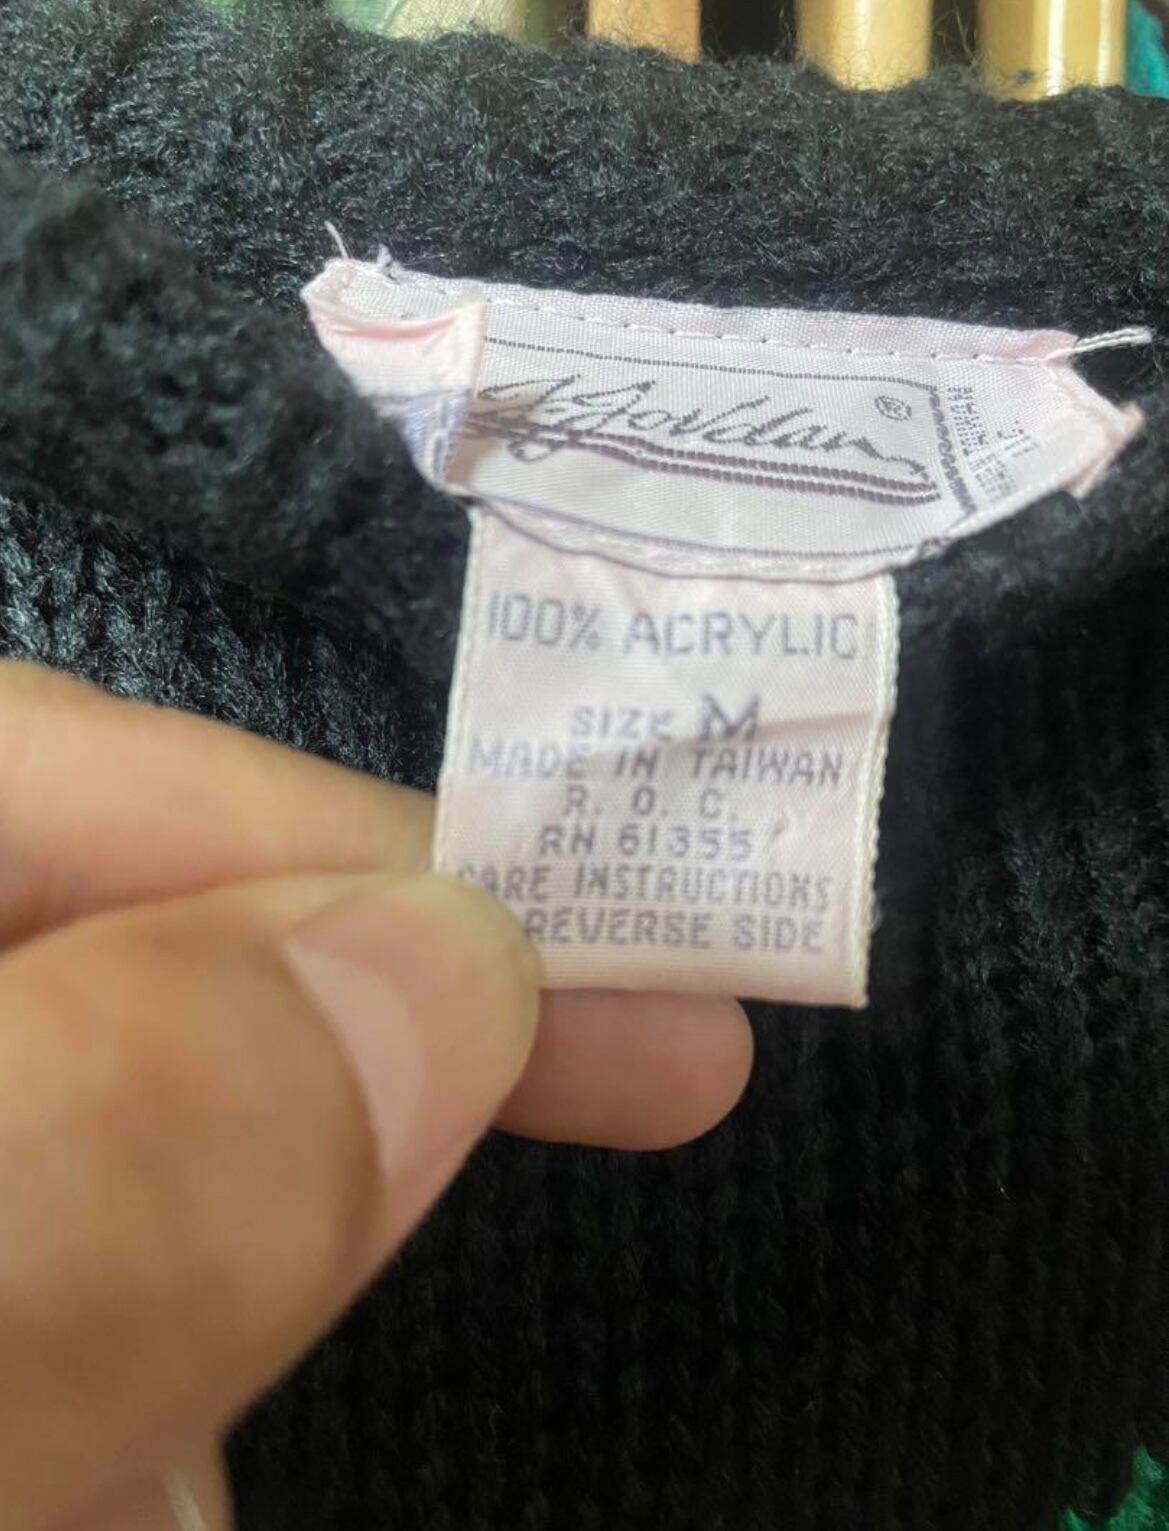 J. Jordan ®
100% ACRYLIC
SIZE M
MADE IN TAIWAN
R. O. C.
RN 61355
CARE INSTRUCTIONS
REVERSE SIDE